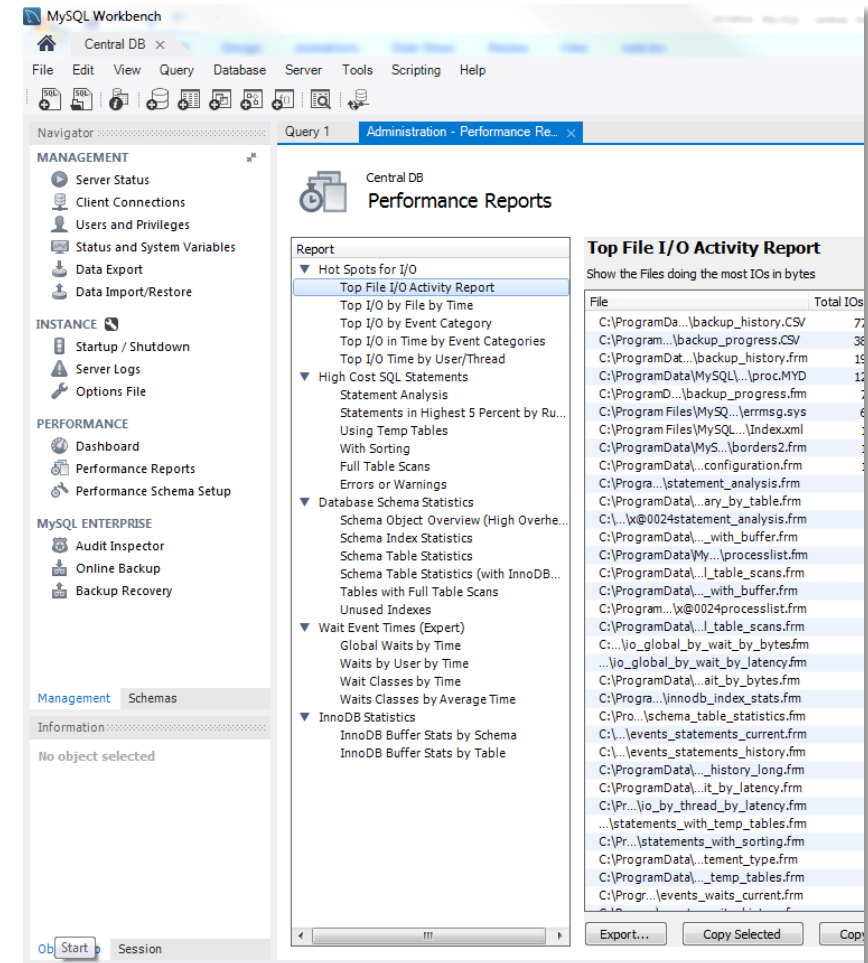 MySQL Workbench
Central DB ×
File Edit View Query Database Server Tools Scripting Help
Navigator
MANAGEMENT
Server Status
Client Connections
Users and Privileges
Status and System Variables
Data Export
Data Import/Restore
INSTANCE
Startup / Shutdown
Server Logs
Options File
PERFORMANCE
Dashboard
Performance Reports
Performance Schema Setup
MySQL ENTERPRISE
Audit Inspector
Online Backup
Backup Recovery
Management Schemas
Information
No object selected
Start
Session
Query 1 Administration - Performance Re... ×
Central DB
Performance Reports
Report
Hot Spots for I/O
Top File I/O Activity Report
Top I/O by File by Time
Top I/O by Event Category
Top I/O in Time by Event Categories
Top I/O Time by User/Thread
High Cost SQL Statements
Statement Analysis
Statements in Highest 5 Percent by Ru...
Using Temp Tables
With Sorting
Full Table Scans
Errors or Warnings
Database Schema Statistics
Schema Object Overview (High Overhe...
Schema Index Statistics
Schema Table Statistics
Schema Table Statistics (with InnoDB...
Tables with Full Table Scans
Unused Indexes
Wait Event Times (Expert)
Global Waits by Time
Waits by User by Time
Wait Classes by Time
Waits Classes by Average Time
InnoDB Statistics
InnoDB Buffer Stats by Schema
InnoDB Buffer Stats by Table
Top File I/O Activity Report
Show the Files doing the most IOs in bytes
File Total IOs
C:\ProgramDa...\backup_history.CSV 77
C:\Program...\backup_progress.CSV 38
C:\ProgramDat...\backup_history.frm 19
C:\ProgramData\MySQL\...\proc.MYD 12
C:\ProgramD...\backup_progress.frm
C:\Program Files\MySQ...\errmsg.sys
C:\Program Files\MySQL...\Index.xml
C:\ProgramData\MyS...\borders2.frm
C:\ProgramData\...configuration.frm
C:\Progra...\statement_analysis.frm
C:\ProgramData\...ary_by_table.frm
C:\...\x@0024statement_analysis.frm
C:\ProgramData\..._with_buffer.frm
C:\ProgramData\My...\processlist.frm
C:\ProgramData\...l_table_scans.frm
C:\ProgramData\..._with_buffer.frm
C:\Program...\x@0024processlist.frm
C:\ProgramData\...l_table_scans.frm
C:...\io_global_by_wait_by_bytes.frm
...\io_global_by_wait_by_latency.frm
C:\ProgramData\...ait_by_bytes.frm
C:\Progra...\innodb_index_stats.frm
C:\Pro...\schema_table_statistics.frm
C:\...\events_statements_current.frm
C:\...\events_statements_history.frm
C:\ProgramData\..._history_long.frm
C:\ProgramData\...it_by_latency.frm
C:\Pr...\io_by_thread_by_latency.frm
...\statements_with_temp_tables.frm
C:\Pr...\statements_with_sorting.frm
C:\ProgramData\...tement_type.frm
C:\ProgramData\..._temp_tables.frm
C:\Progr...\events_waits_current.frm
Export... Copy Selected